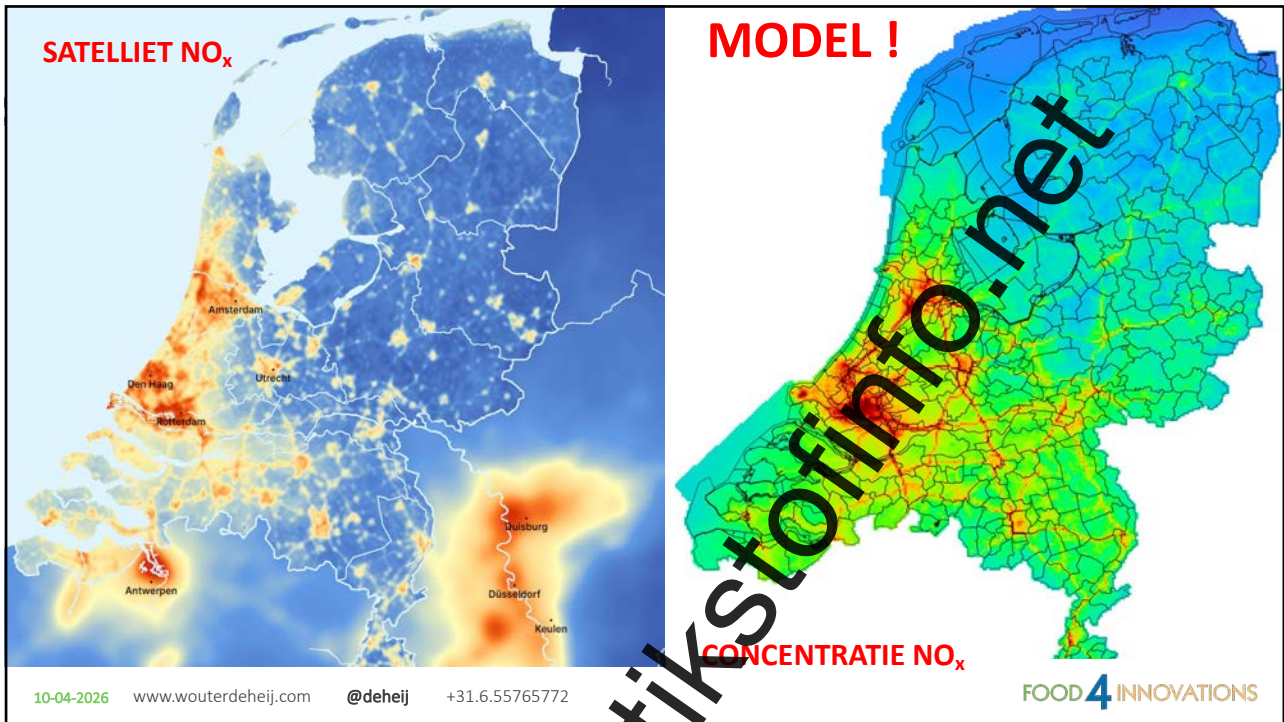 SATELLIET NOx
MODEL !
Amsterdam
Den Haag
Utrecht
Rotterdam
Duisburg
Antwerpen
Düsseldorf
Keulen
CONCENTRATIE NOx
tikstofinfo.net
10-04-2026 www.wouterdeheij.com @deheij +31.6.55765772
FOOD 4 INNOVATIONS